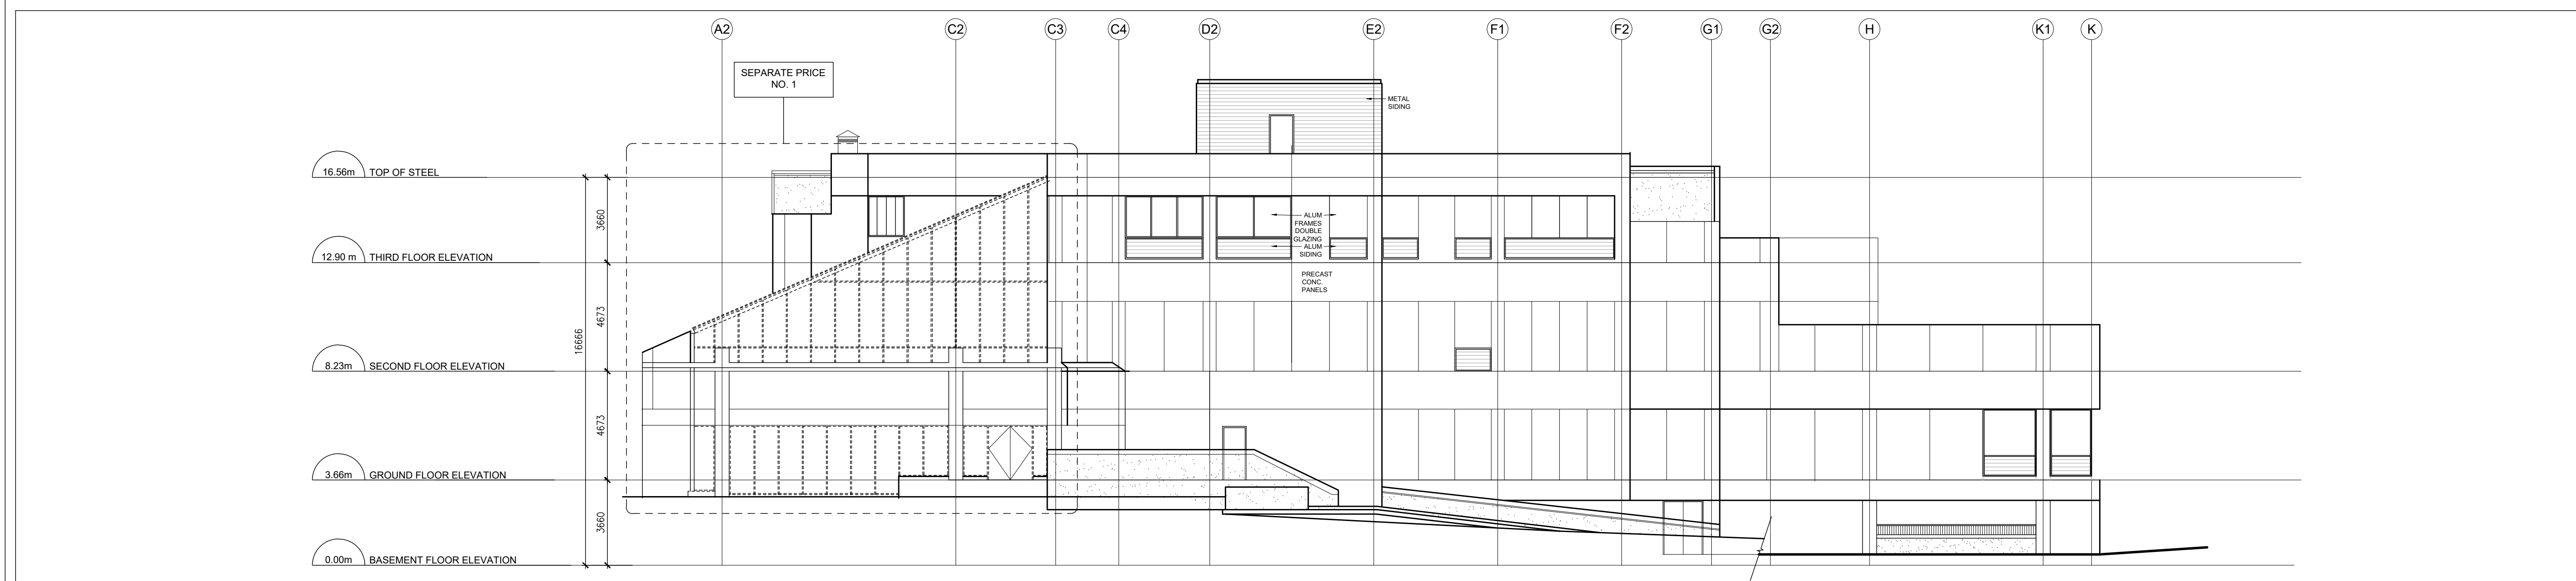 A2
C2
C3
C4
D2
E2
F1
F2
G1
G2
H
K1
K
SEPARATE PRICE
NO. 1
METAL
SIDING
16.56m TOP OF STEEL
3660
ALUM
FRAMES
DOUBLE
GLAZING
ALUM
SIDING
12.90 m THIRD FLOOR ELEVATION
PRECAST
CONC.
PANELS
4673
16666
8.23m SECOND FLOOR ELEVATION
4673
3.66m GROUND FLOOR ELEVATION
3660
0.00m BASEMENT FLOOR ELEVATION